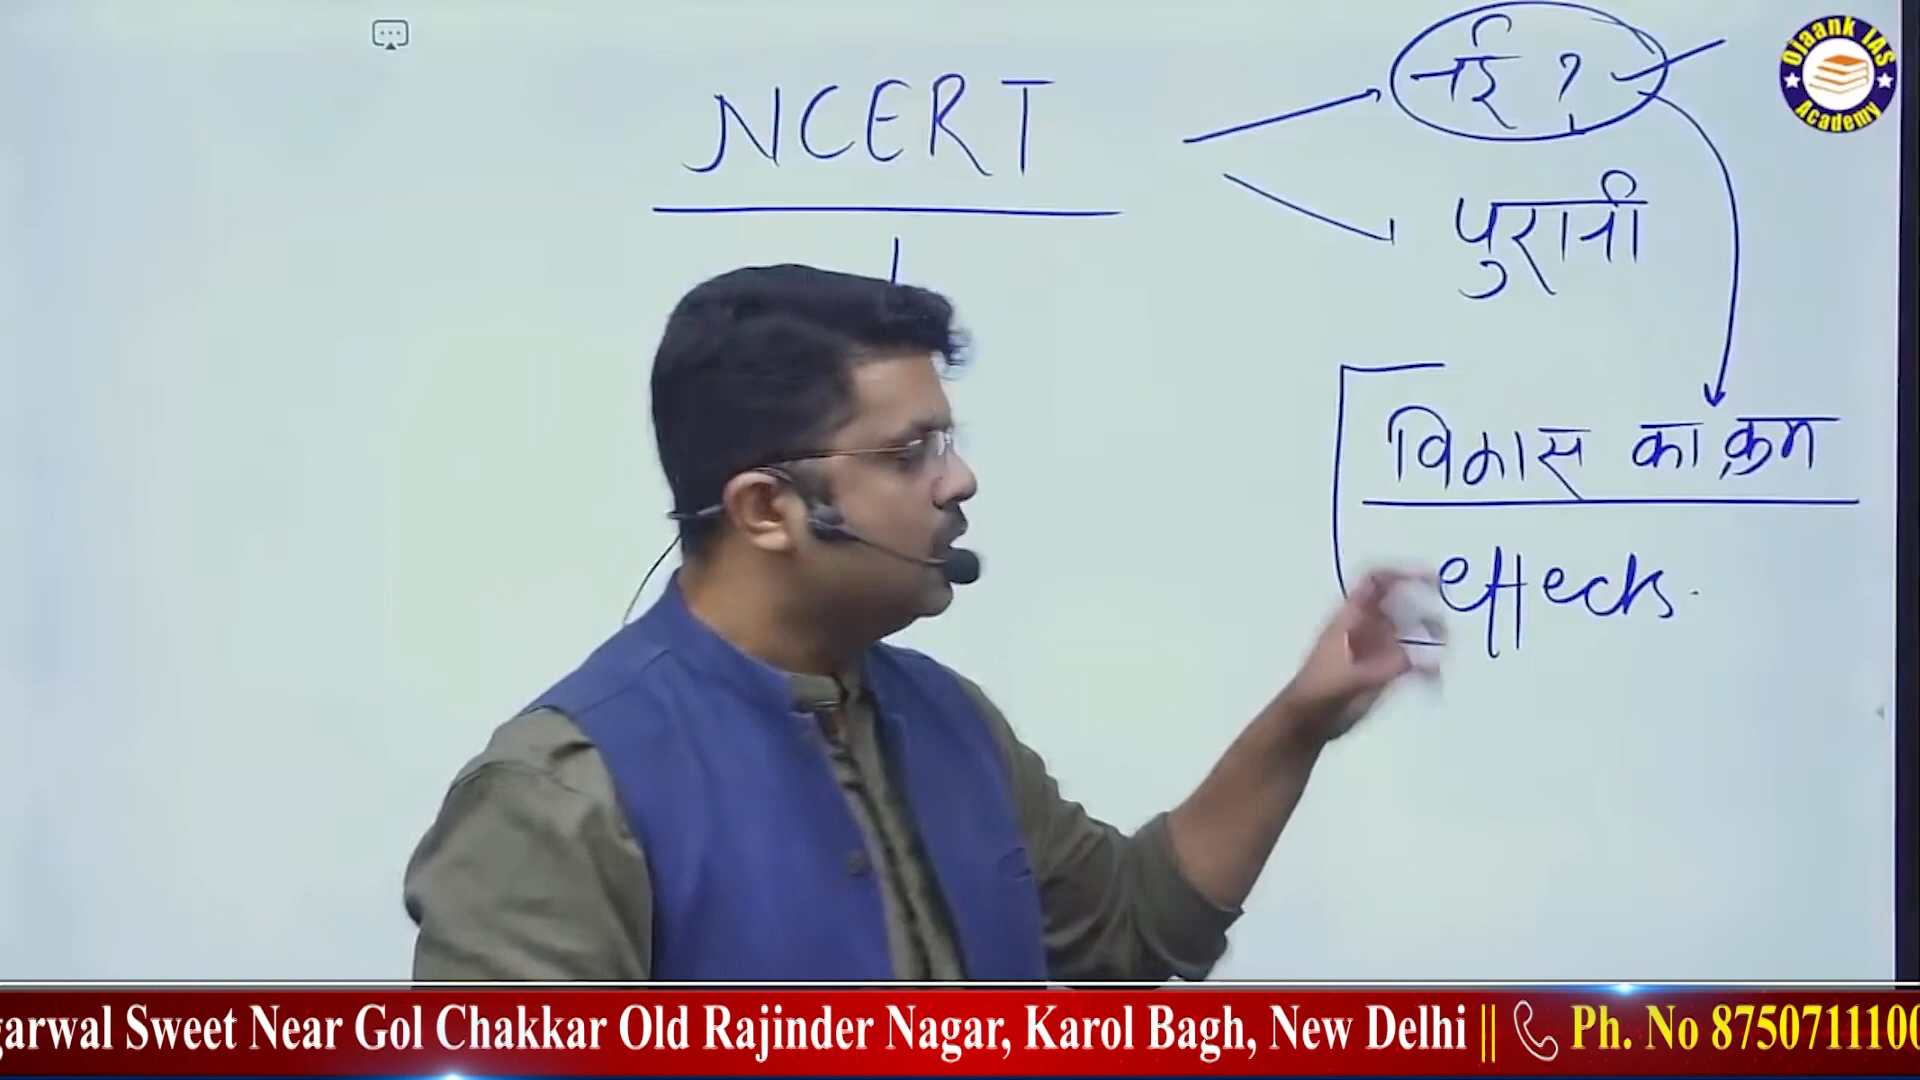 NCERT
नई ?
पुरानी
विकास का क्रम
effects.
Ojaank IAS
Academy
garwal Sweet Near Gol Chakkar Old Rajinder Nagar, Karol Bagh, New Delhi || Ph. No 8750711100